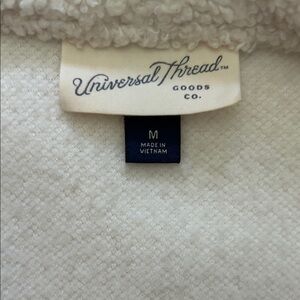 Universal Thread™
GOODS
CO.
M
MADE IN
VIETNAM